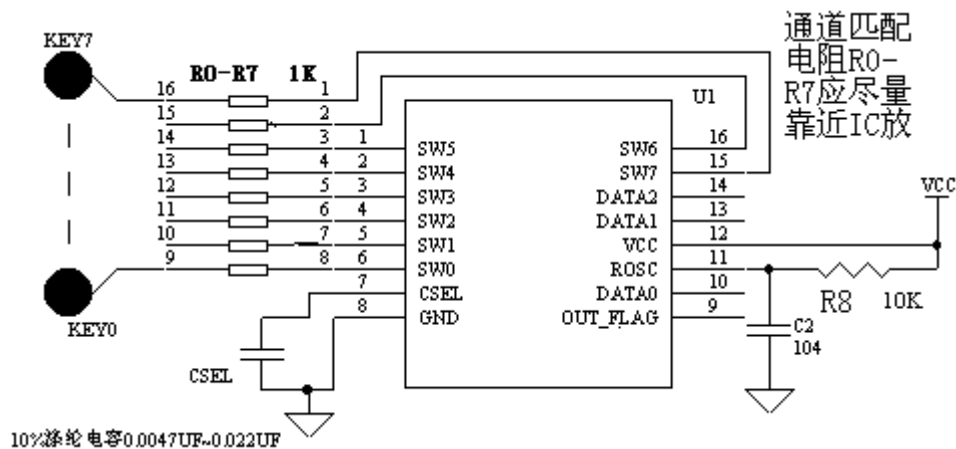 KEY7
R0-R7 1K
16
15
14
13
12
11
10
9
1
2
3
4
5
6
7
8
KEY0
1
2
3
4
5
6
7
8
SW5
SW4
SW3
SW2
SW1
SW0
CSEL
GND
U1
SW6
SW7
DATA2
DATA1
VCC
ROSC
DATA0
OUT_FLAG
16
15
14
13
12
11
10
9
通道匹配
电阻R0-
R7应尽量
靠近IC放
VCC
R8 10K
C2
104
CSEL
10%涤纶电容0.0047UF~0.022UF